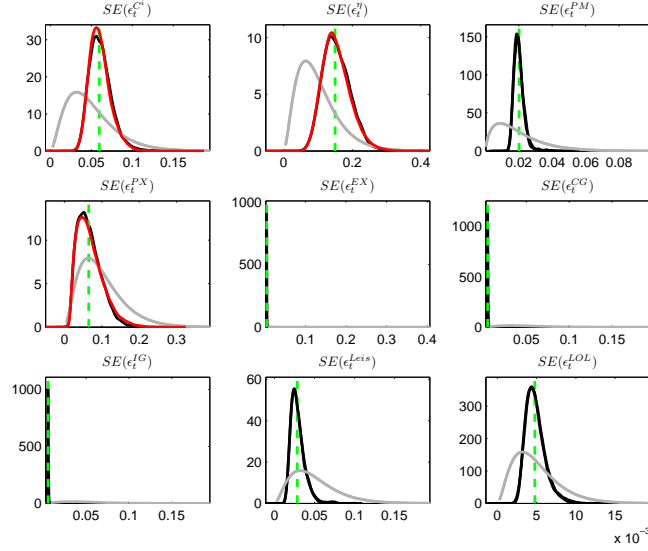 SE(ϵ_t^{C^i}) SE(ϵ_t^η) SE(ϵ_t^{PM})
30
20
10
0
0 0.05 0.1 0.15
10
5
0
0 0.2 0.4
150
100
50
0
0.02 0.04 0.06 0.08
SE(ϵ_t^{PX}) SE(ϵ_t^{EX}) SE(ϵ_t^{CG})
10
5
0
0 0.1 0.2 0.3
1000
500
0
0.1 0.2 0.3 0.4
1000
500
0
0.05 0.1 0.15
SE(ϵ_t^{IG}) SE(ϵ_t^{Leis}) SE(ϵ_t^{LOL})
1000
500
0
0.05 0.1 0.15
60
40
20
0
0 0.05 0.1 0.15
300
200
100
0
0 5 10 15
x 10^{-3}